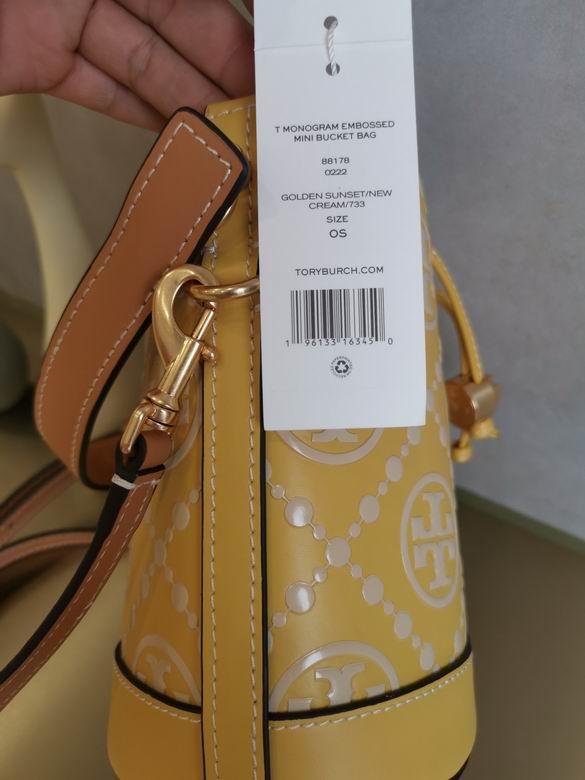 T MONOGRAM EMBOSSED
MINI BUCKET BAG
88178
0222
GOLDEN SUNSET/NEW
CREAM/733
SIZE
OS
TORYBURCH.COM
1 96133 16345 0